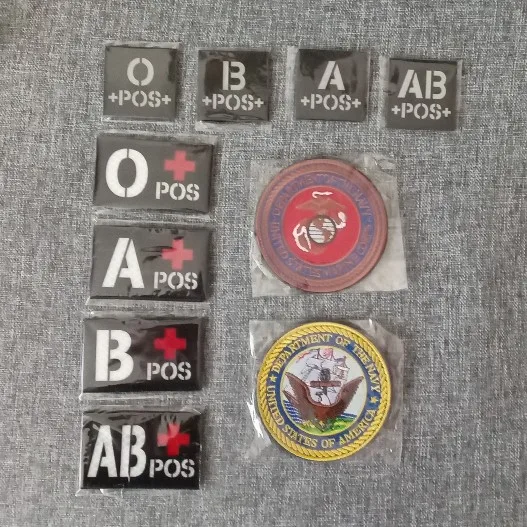 O
+POS+
B
+POS+
A
+POS+
AB
+POS+
O
POS
A
POS
B
POS
AB
POS
DEPARTMENT OF THE NAVY
UNITED STATES OF AMERICA